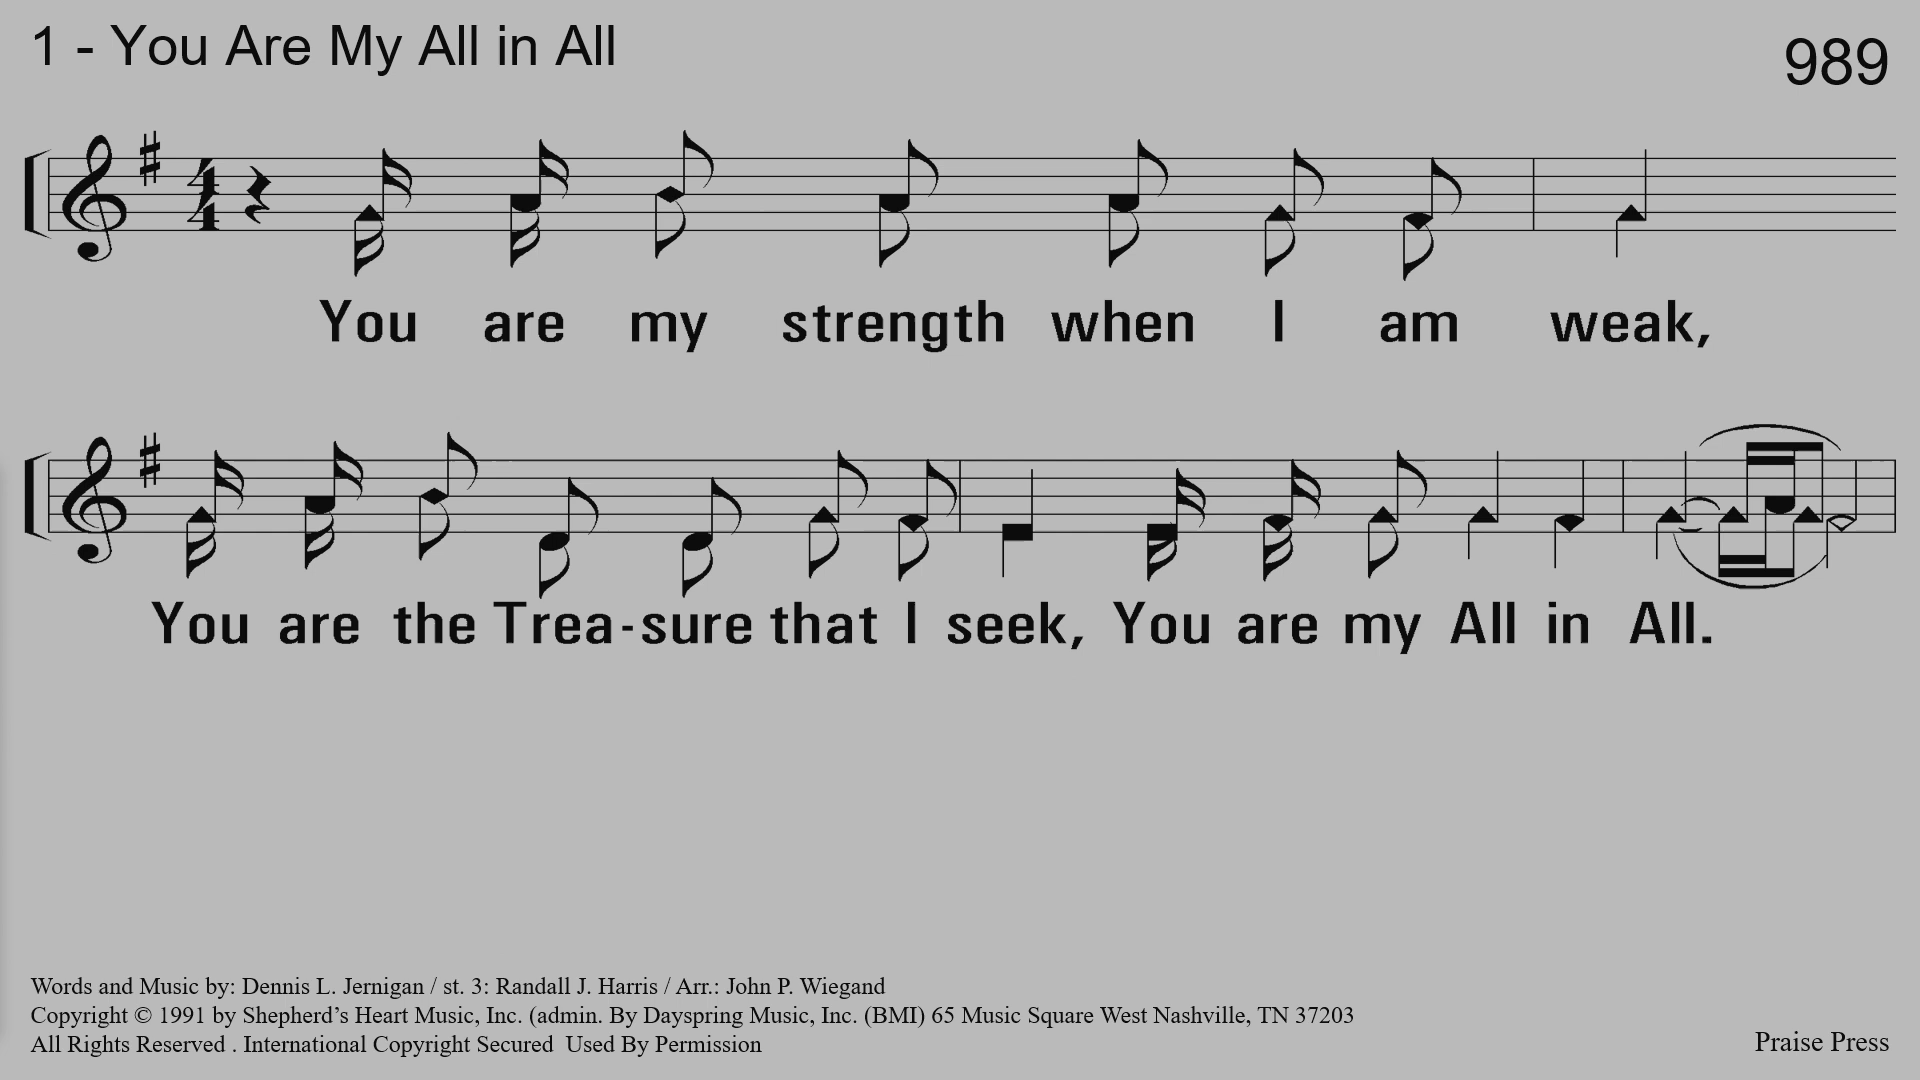 1 - You Are My All in All
989
4
4
You are my strength when I am weak,
You are the Trea-sure that I seek, You are my All in All.
Words and Music by: Dennis L. Jernigan / st. 3: Randall J. Harris / Arr.: John P. Wiegand
Copyright © 1991 by Shepherd’s Heart Music, Inc. (admin. By Dayspring Music, Inc. (BMI) 65 Music Square West Nashville, TN 37203
All Rights Reserved . International Copyright Secured  Used By Permission
Praise Press